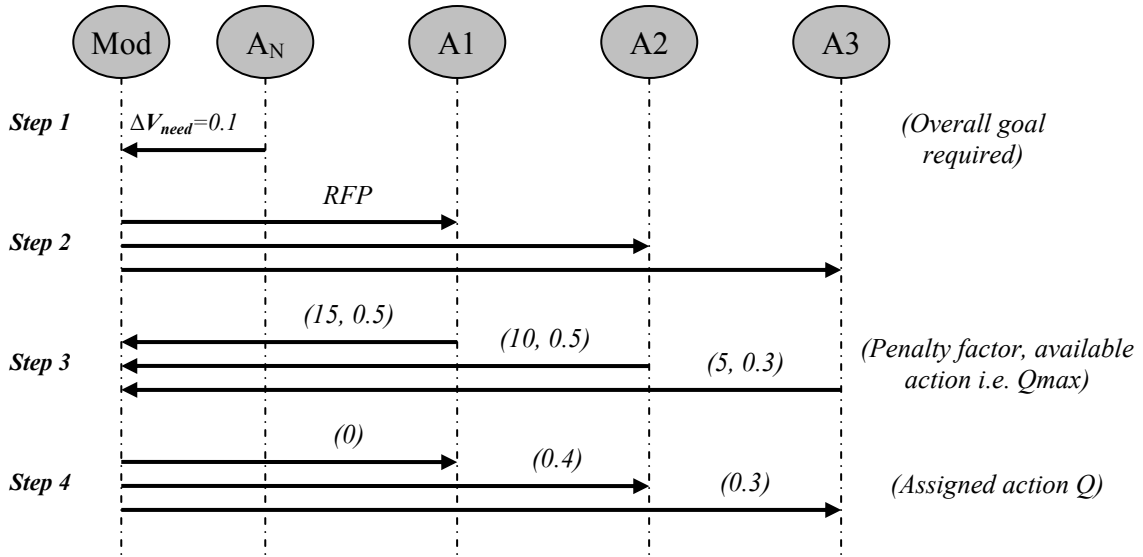 Mod A_N A1 A2 A3
Step 1 ΔV_need=0.1 (Overall goal
required)
RFP
Step 2
(15, 0.5) (10, 0.5) (5, 0.3) (Penalty factor, available
Step 3 action i.e. Qmax)
(0) (0.4) (0.3)
Step 4 (Assigned action Q)